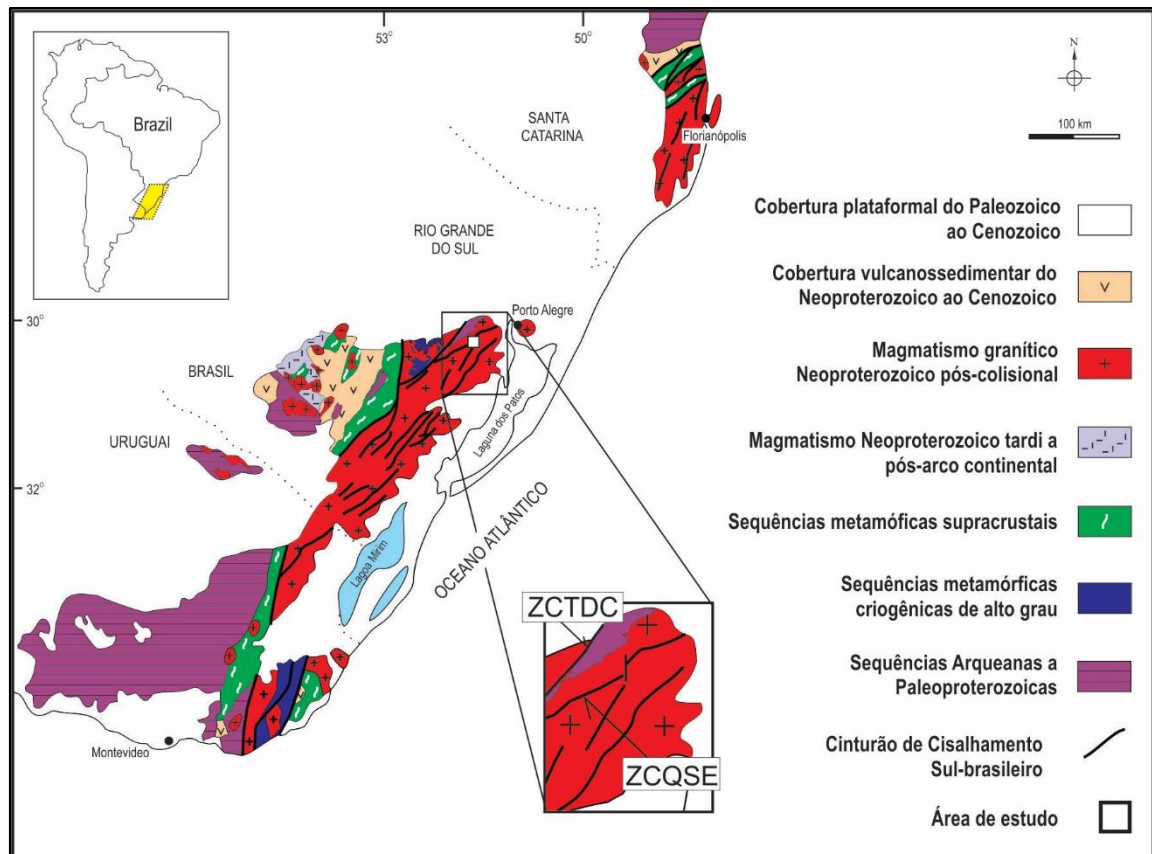 53°
50°
N
100 km
Brazil
SANTA
CATARINA
Florianópolis
RIO GRANDE
DO SUL
30°
Porto Alegre
BRASIL
URUGUAI
Laguna dos Patos
32°
Lagoa Mirim
OCEANO ATLÂNTICO
ZCTDC
ZCQSE
Montevideo
Cobertura plataformal do Paleozoico
ao Cenozoico
Cobertura vulcanossedimentar do
Neoproterozoico ao Cenozoico
Magmatismo granítico
Neoproterozoico pós-colisional
Magmatismo Neoproterozoico tardi a
pós-arco continental
Sequências metamóficas supracrustais
Sequências metamórficas
criogênicas de alto grau
Sequências Arqueanas a
Paleoproterozoicas
Cinturão de Cisalhamento
Sul-brasileiro
Área de estudo